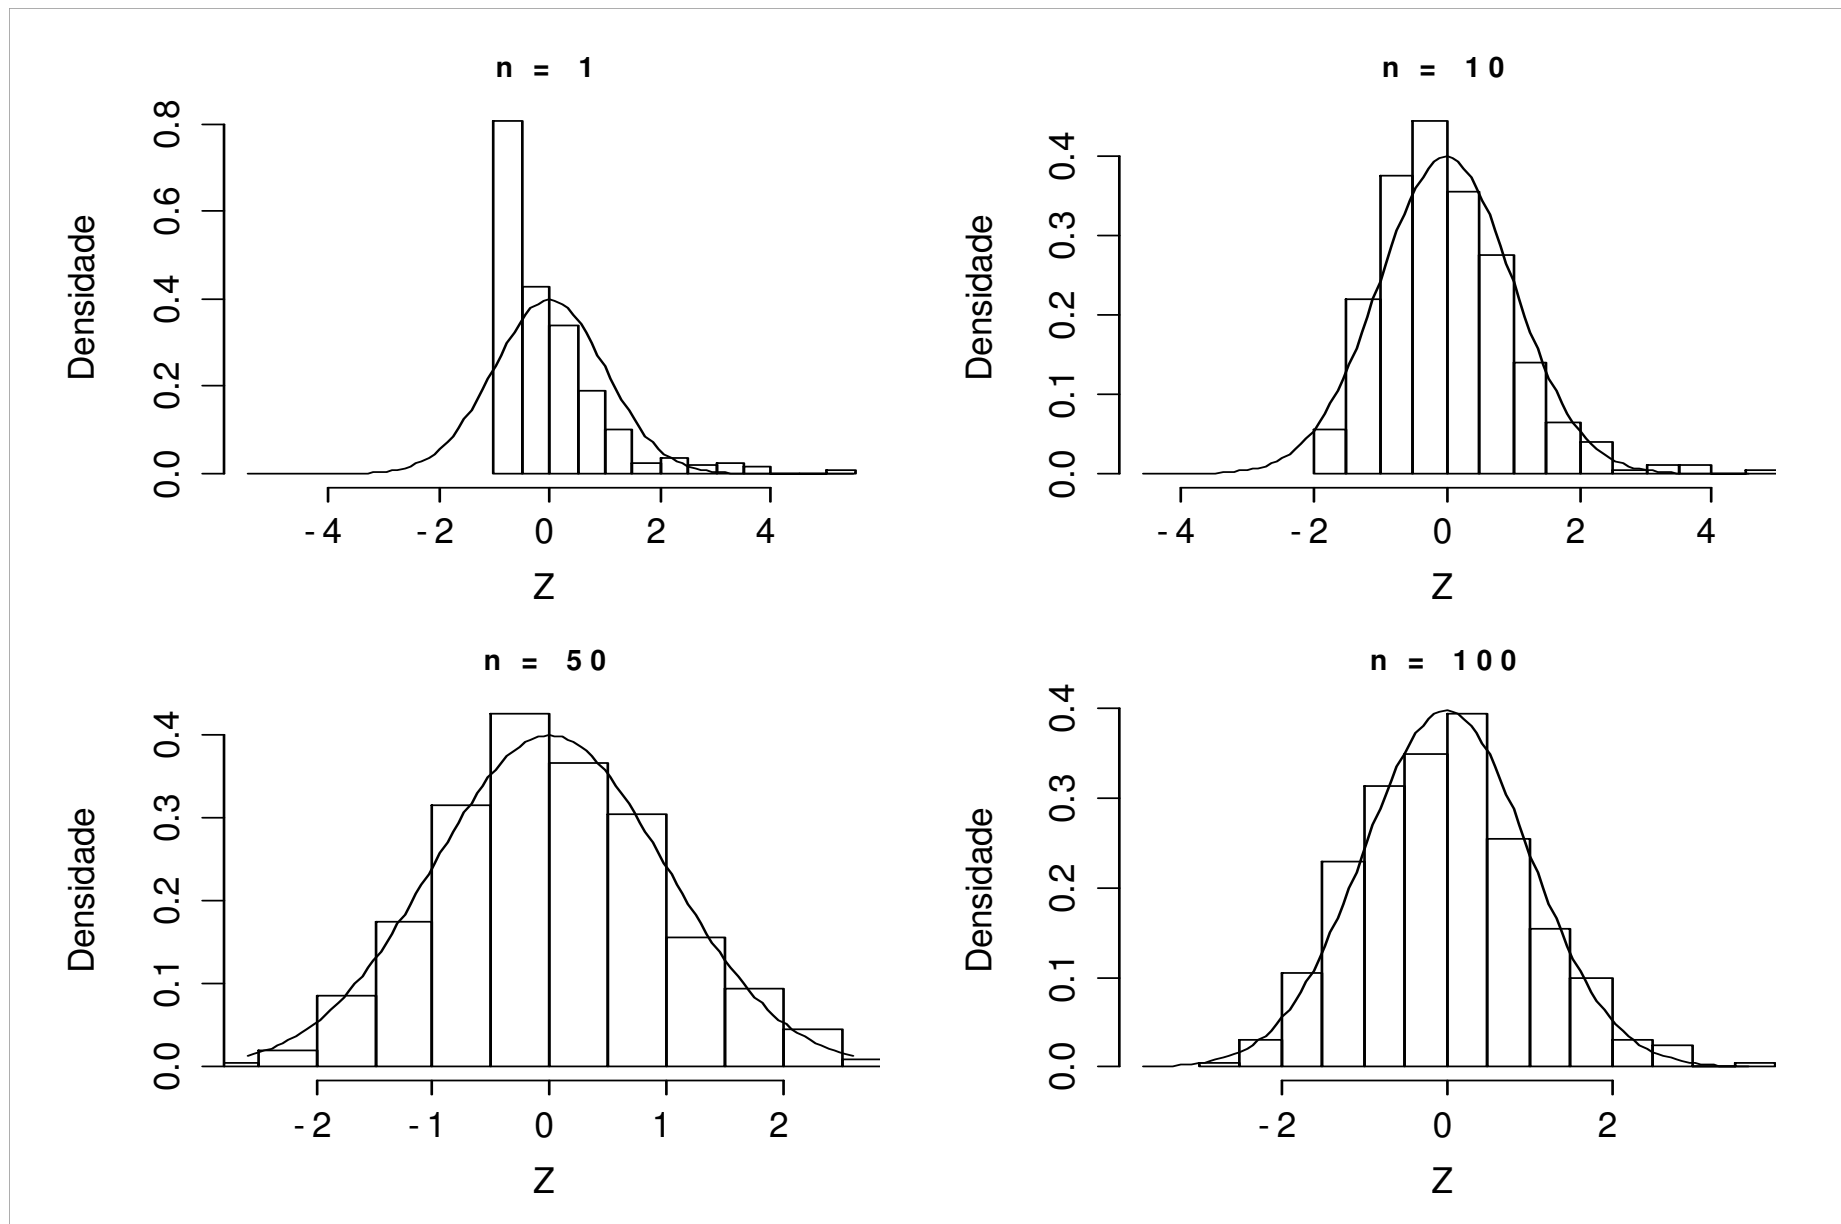 n = 1
Densidade
0.0 0.2 0.4 0.6 0.8
-4 -2 0 2 4
Z
n = 10
Densidade
0.0 0.1 0.2 0.3 0.4
-4 -2 0 2 4
Z
n = 50
Densidade
0.0 0.1 0.2 0.3 0.4
-2 -1 0 1 2
Z
n = 100
Densidade
0.0 0.1 0.2 0.3 0.4
-2 0 2
Z